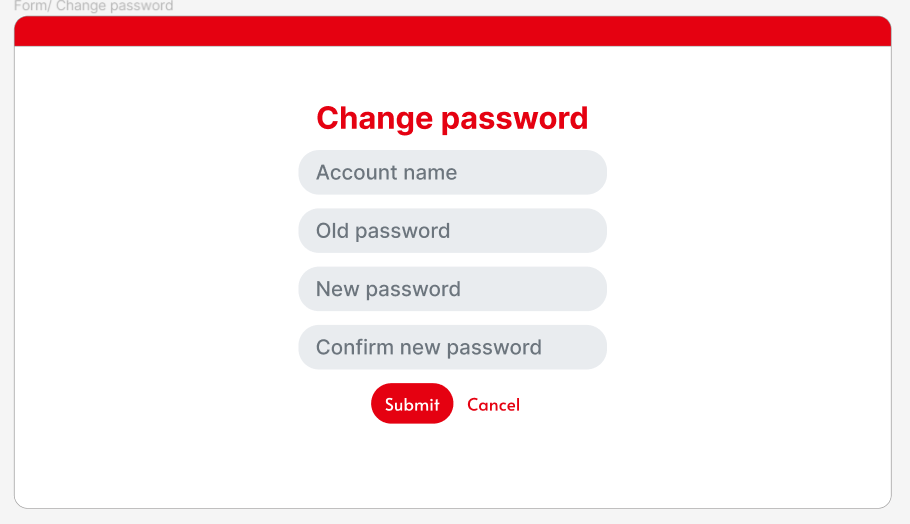 Form/ Change password
Change password
Account name
Old password
New password
Confirm new password
Submit Cancel